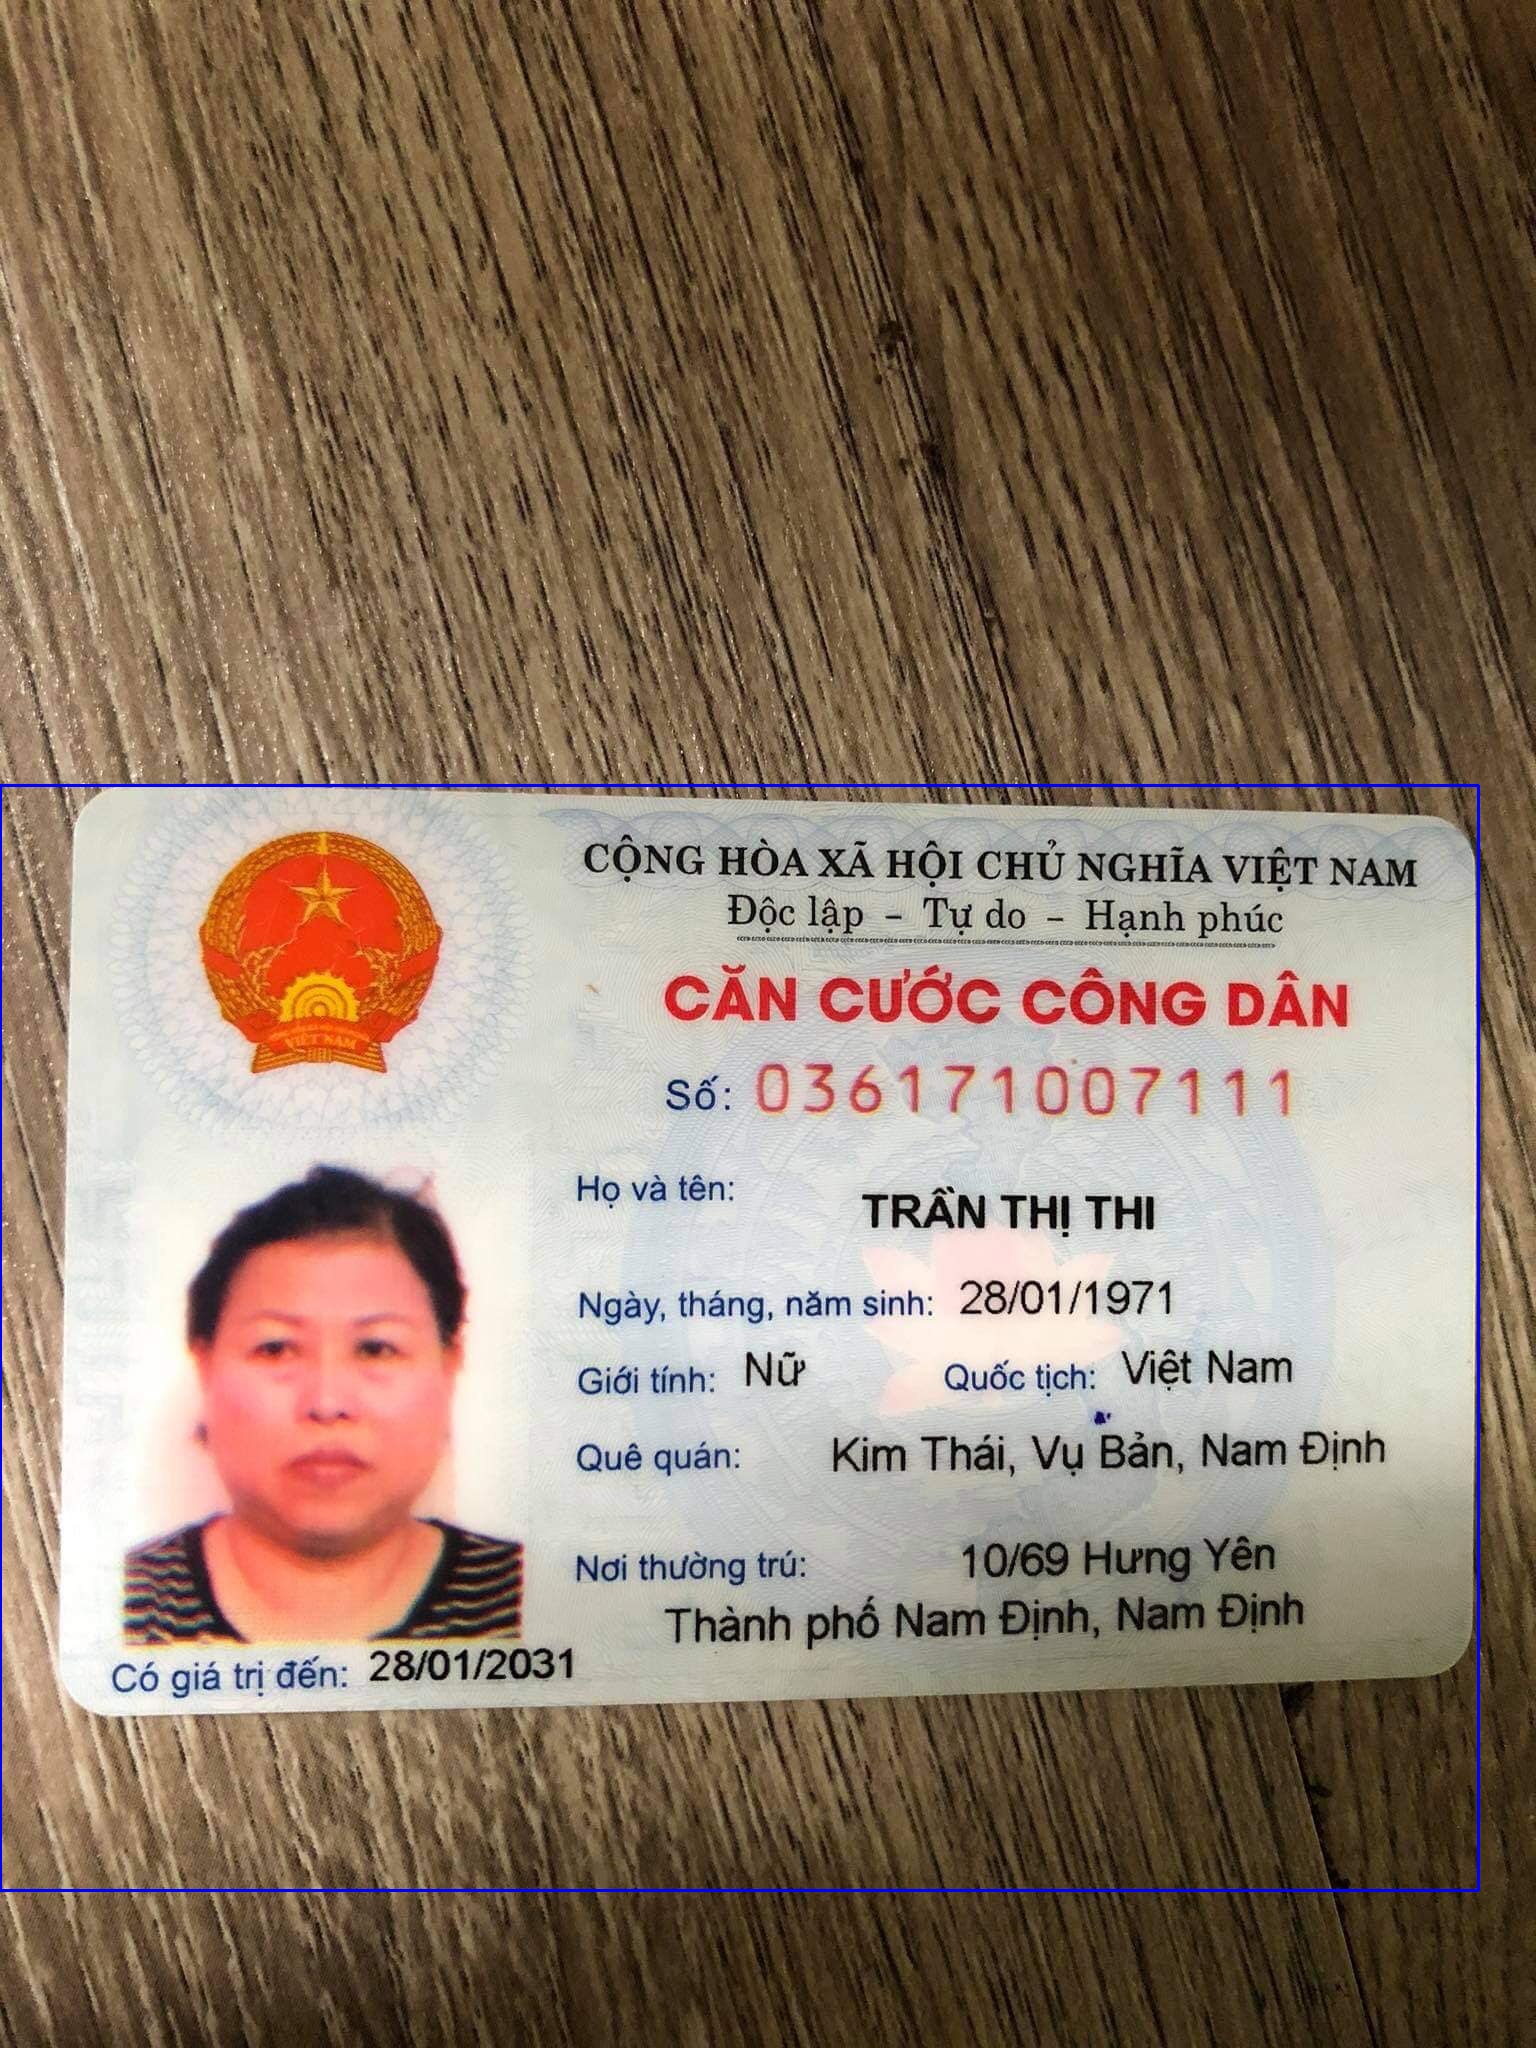 CỘNG HÒA XÃ HỘI CHỦ NGHĨA VIỆT NAM
Độc lập – Tự do – Hạnh phúc
CĂN CƯỚC CÔNG DÂN
Số: 036171007111
Họ và tên: TRẦN THỊ THI
Ngày, tháng, năm sinh: 28/01/1971
Giới tính: Nữ Quốc tịch: Việt Nam
Quê quán: Kim Thái, Vụ Bản, Nam Định
Nơi thường trú: 10/69 Hưng Yên
Thành phố Nam Định, Nam Định
Có giá trị đến: 28/01/2031
VIỆT NAM